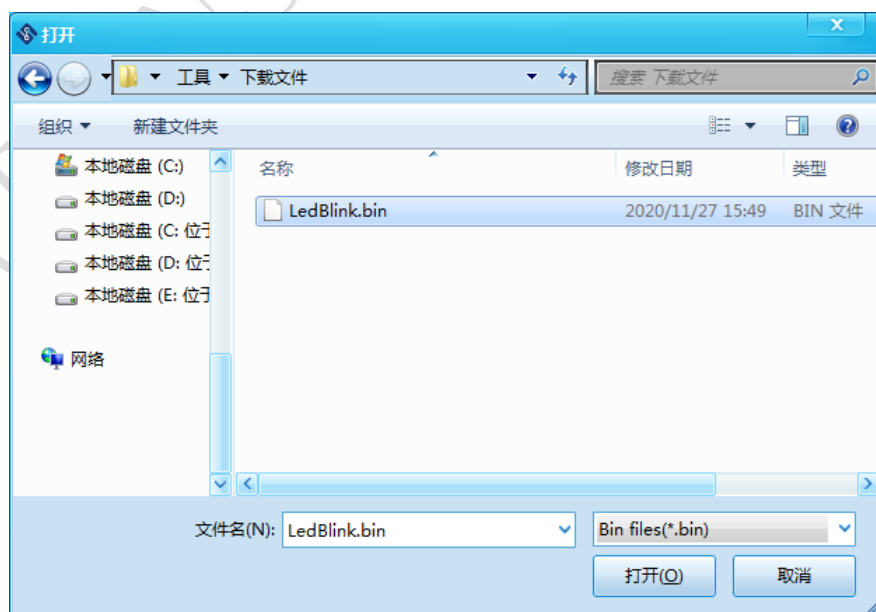 打开
工具 下载文件 搜索 下载文件
组织 新建文件夹
名称 修改日期 类型
LedBlink.bin 2020/11/27 15:49 BIN 文件
本地磁盘 (C:)
本地磁盘 (D:)
本地磁盘 (C: 位于
本地磁盘 (D: 位于
本地磁盘 (E: 位于
网络
文件名(N): LedBlink.bin Bin files(*.bin)
打开(O) 取消